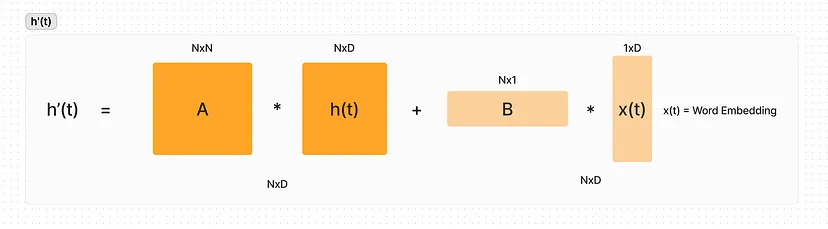 h'(t)
NxN
NxD
1xD
Nx1
h'(t) = A * h(t) + B * x(t) x(t) = Word Embedding
NxD
NxD